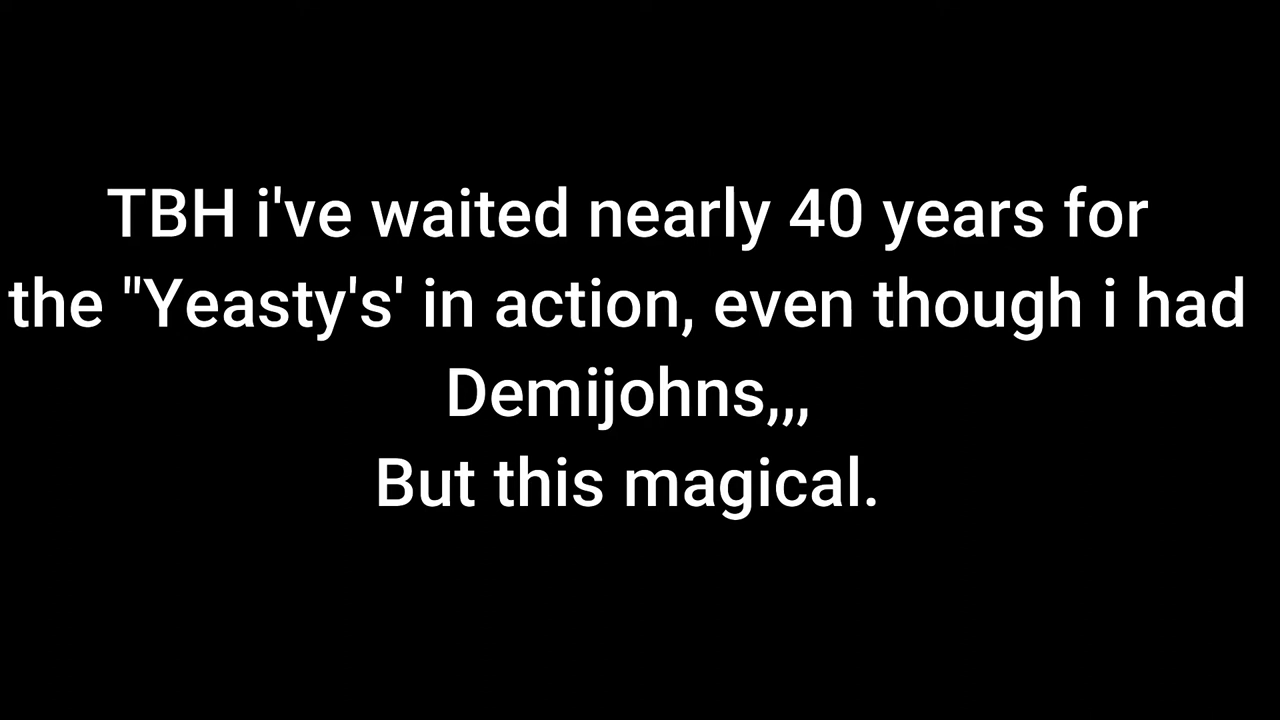 TBH i've waited nearly 40 years for
the "Yeasty's' in action, even though i had
Demijohns,,,
But this magical.